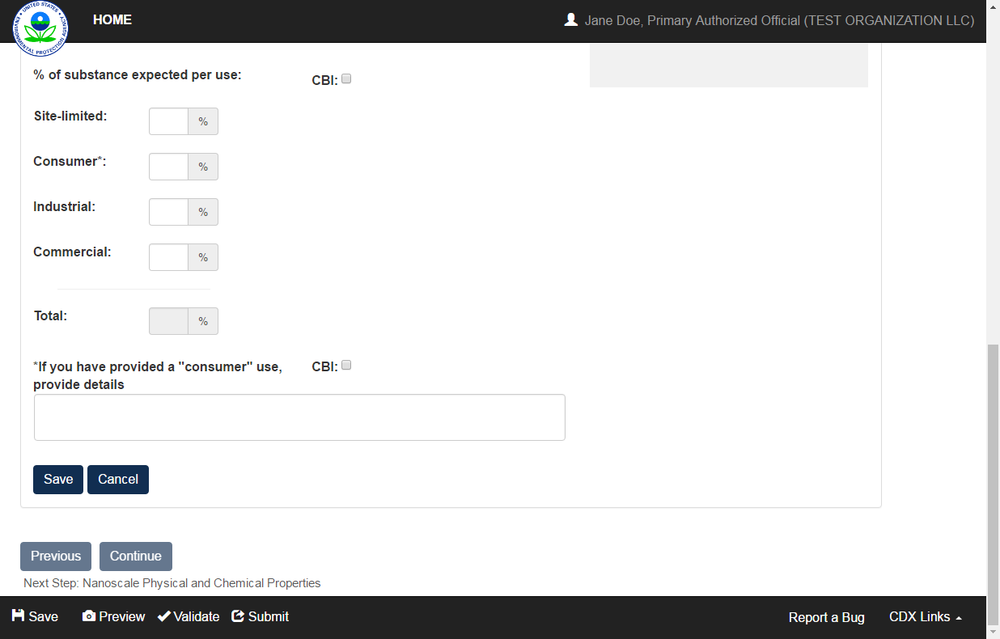 UNITED STATES
ENVIRONMENTAL PROTECTION AGENCY
HOME
Jane Doe, Primary Authorized Official (TEST ORGANIZATION LLC)
% of substance expected per use:
CBI:
Site-limited:
%
Consumer*:
%
Industrial:
%
Commercial:
%
Total:
%
*If you have provided a "consumer" use,
provide details
CBI:
Save
Cancel
Previous
Continue
Next Step: Nanoscale Physical and Chemical Properties
Save
Preview
Validate
Submit
Report a Bug
CDX Links